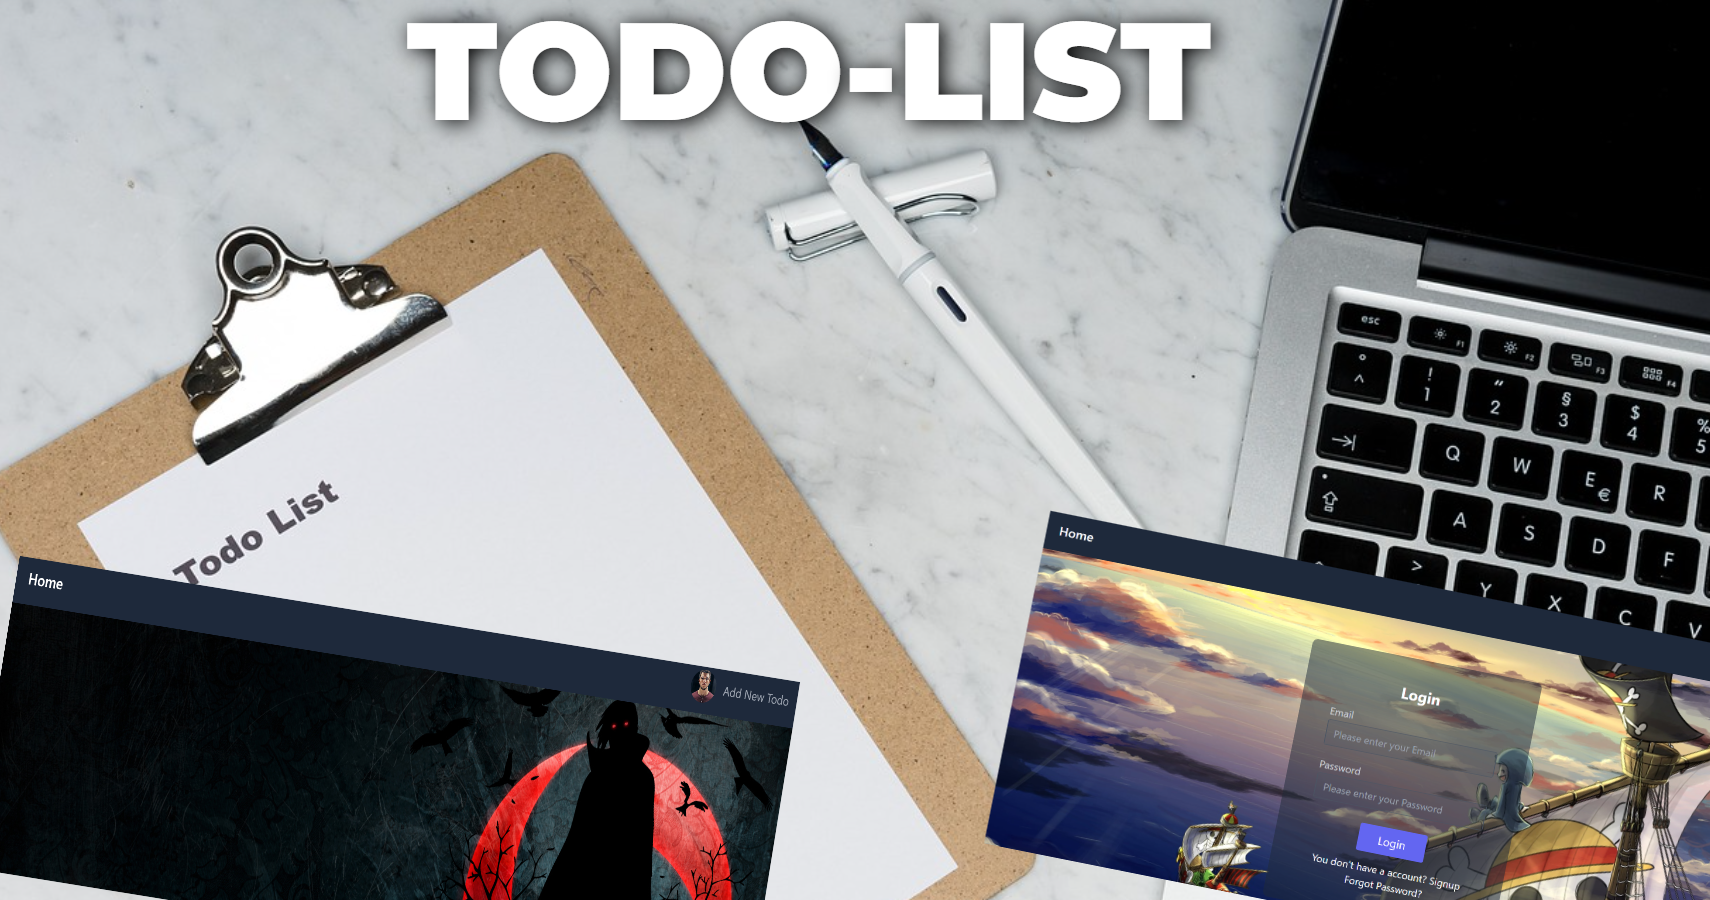 TODO-LIST
Todo List
Home
Add New Todo
Home
Login
Email
Please enter your Email
Password
Please enter your Password
Login
You don't have a account? Signup
Forgot Password?
esc
F1
F2
F3
F4
^
! 1
" 2
§ 3
$ 4
% 5
Q
W
E €
R
A
S
D
F
>
Y
X
C
V